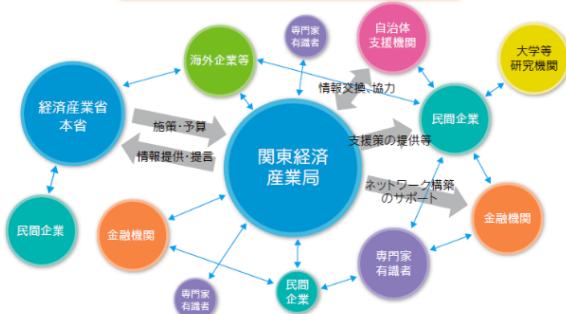 専門家
有識者
自治体
支援機関
海外企業等
大学等
研究機関
経済産業省
本省
情報交換、協力
民間企業
施策・予算
関東経済
産業局
支援策の提供等
情報提供・提言
ネットワーク構築
のサポート
民間企業
金融機関
金融機関
専門家
有識者
専門家
有識者
民間
企業